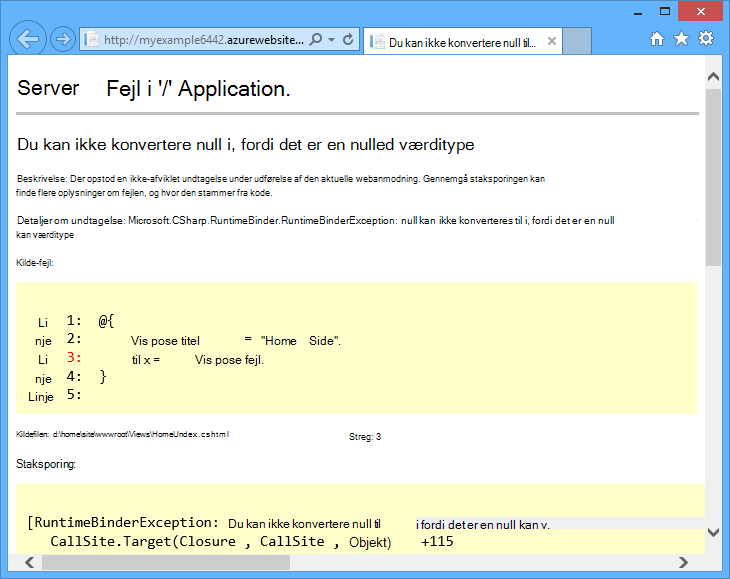 http://myexample6442.azurewebsite...
Du kan ikke konvertere null til...
Server Fejl i '/' Application.
Du kan ikke konvertere null i, fordi det er en nulled værditype
Beskrivelse: Der opstod en ikke-afviklet undtagelse under udførelse af den aktuelle webanmodning. Gennemgå staksporingen kan
finde flere oplysninger om fejlen, og hvor den stammer fra kode.
Detaljer om undtagelse: Microsoft.CSharp.RuntimeBinder.RuntimeBinderException: null kan ikke konverteres til i, fordi det er en null
kan værditype
Kilde-fejl:
Li 1: @{
nje 2: Vis pose titel = "Home Side".
Li 3: til x = Vis pose fejl.
nje 4: }
Linje 5:
Kildefilen: d:\home\site\wwwroot\Views\HomeUndex.cshtml Streg: 3
Staksporing:
[RuntimeBinderException: Du kan ikke konvertere null til i fordi det er en null kan v.
CallSite.Target(Closure , CallSite , Objekt) +115